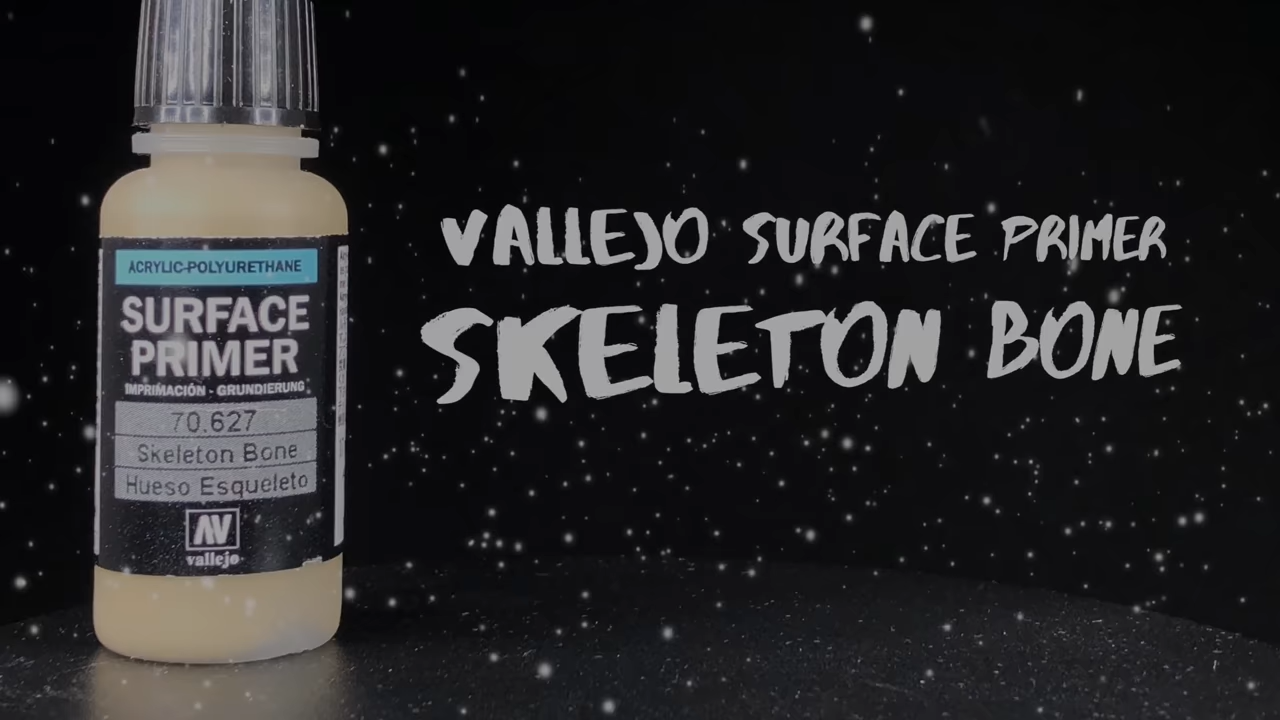 ACRYLIC-POLYURETHANE
SURFACE
PRIMER
IMPRIMACIÓN - GRUNDIERUNG
70.627
Skeleton Bone
Hueso Esqueleto
AV
vallejo
VALLEJO SURFACE PRIMER
SKELETON BONE